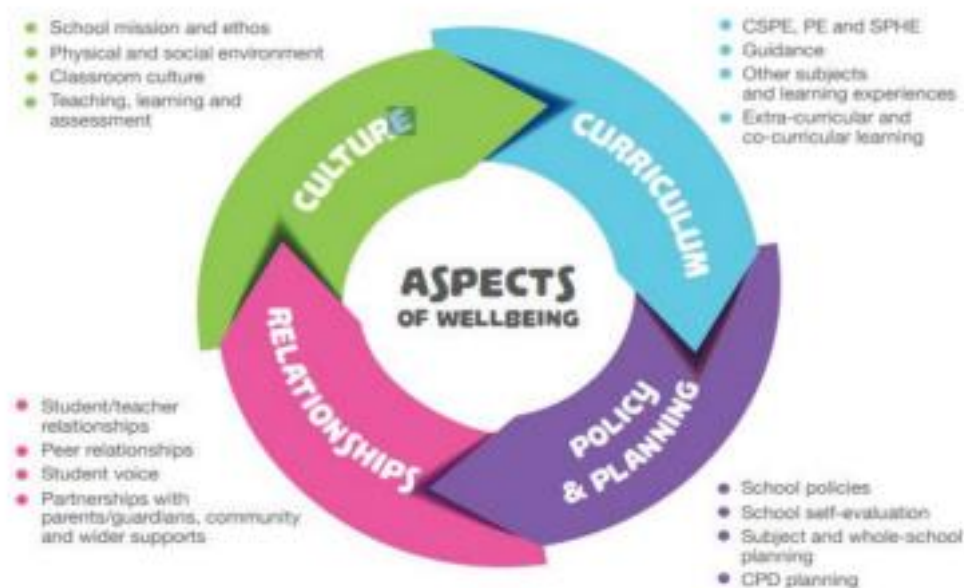 School mission and ethos
Physical and social environment
Classroom culture
Teaching, learning and
assessment
CSPE, PE and SPHE
Guidance
Other subjects
and learning experiences
Extra-curricular and
co-curricular learning
CULTURE
CURRICULUM
ASPECTS
OF WELLBEING
RELATIONSHIPS
POLICY
& PLANNING
Student/teacher
relationships
Peer relationships
Student voice
Partnerships with
parents/guardians, community
and wider supports
School policies
School self-evaluation
Subject and whole-school
planning
CPD planning